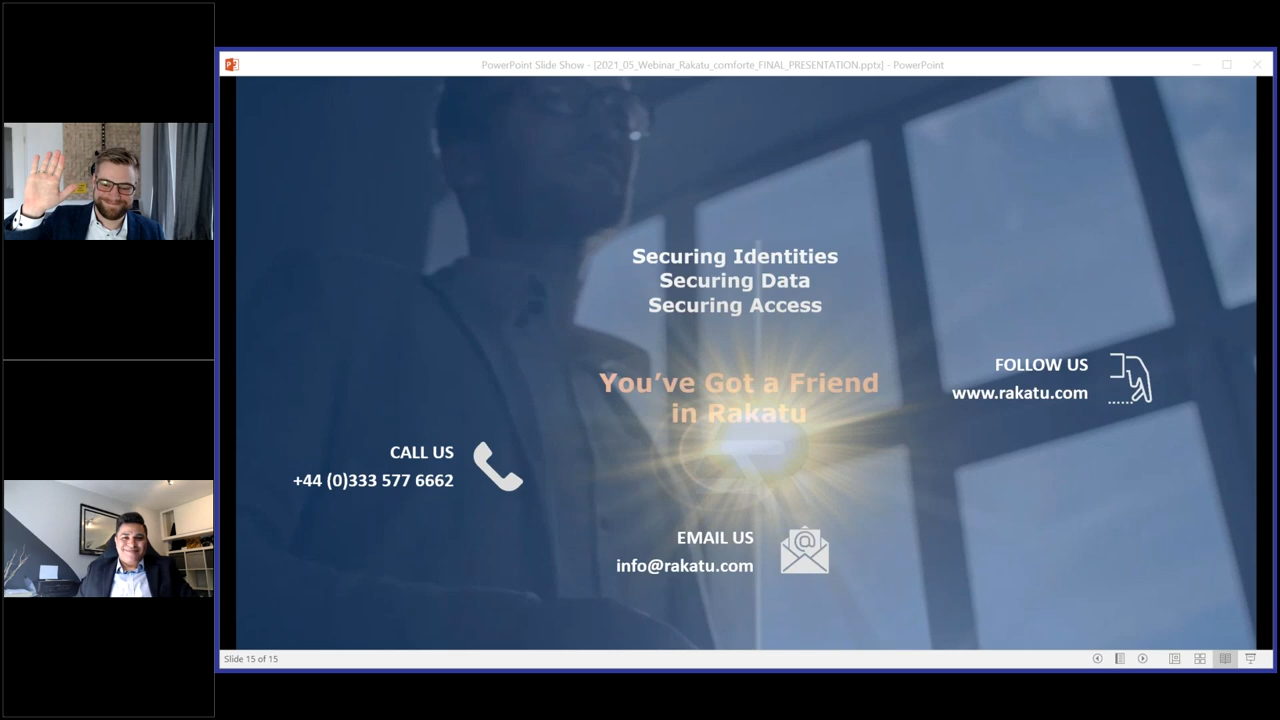 PowerPoint Slide Show - [2021_05_Webinar_Rakatu_comforte_FINAL_PRESENTATION.pptx] - PowerPoint
Securing Identities
Securing Data
Securing Access
You've Got a Friend
in Rakatu
FOLLOW US
www.rakatu.com
CALL US
+44 (0)333 577 6662
EMAIL US
info@rakatu.com
Slide 15 of 15